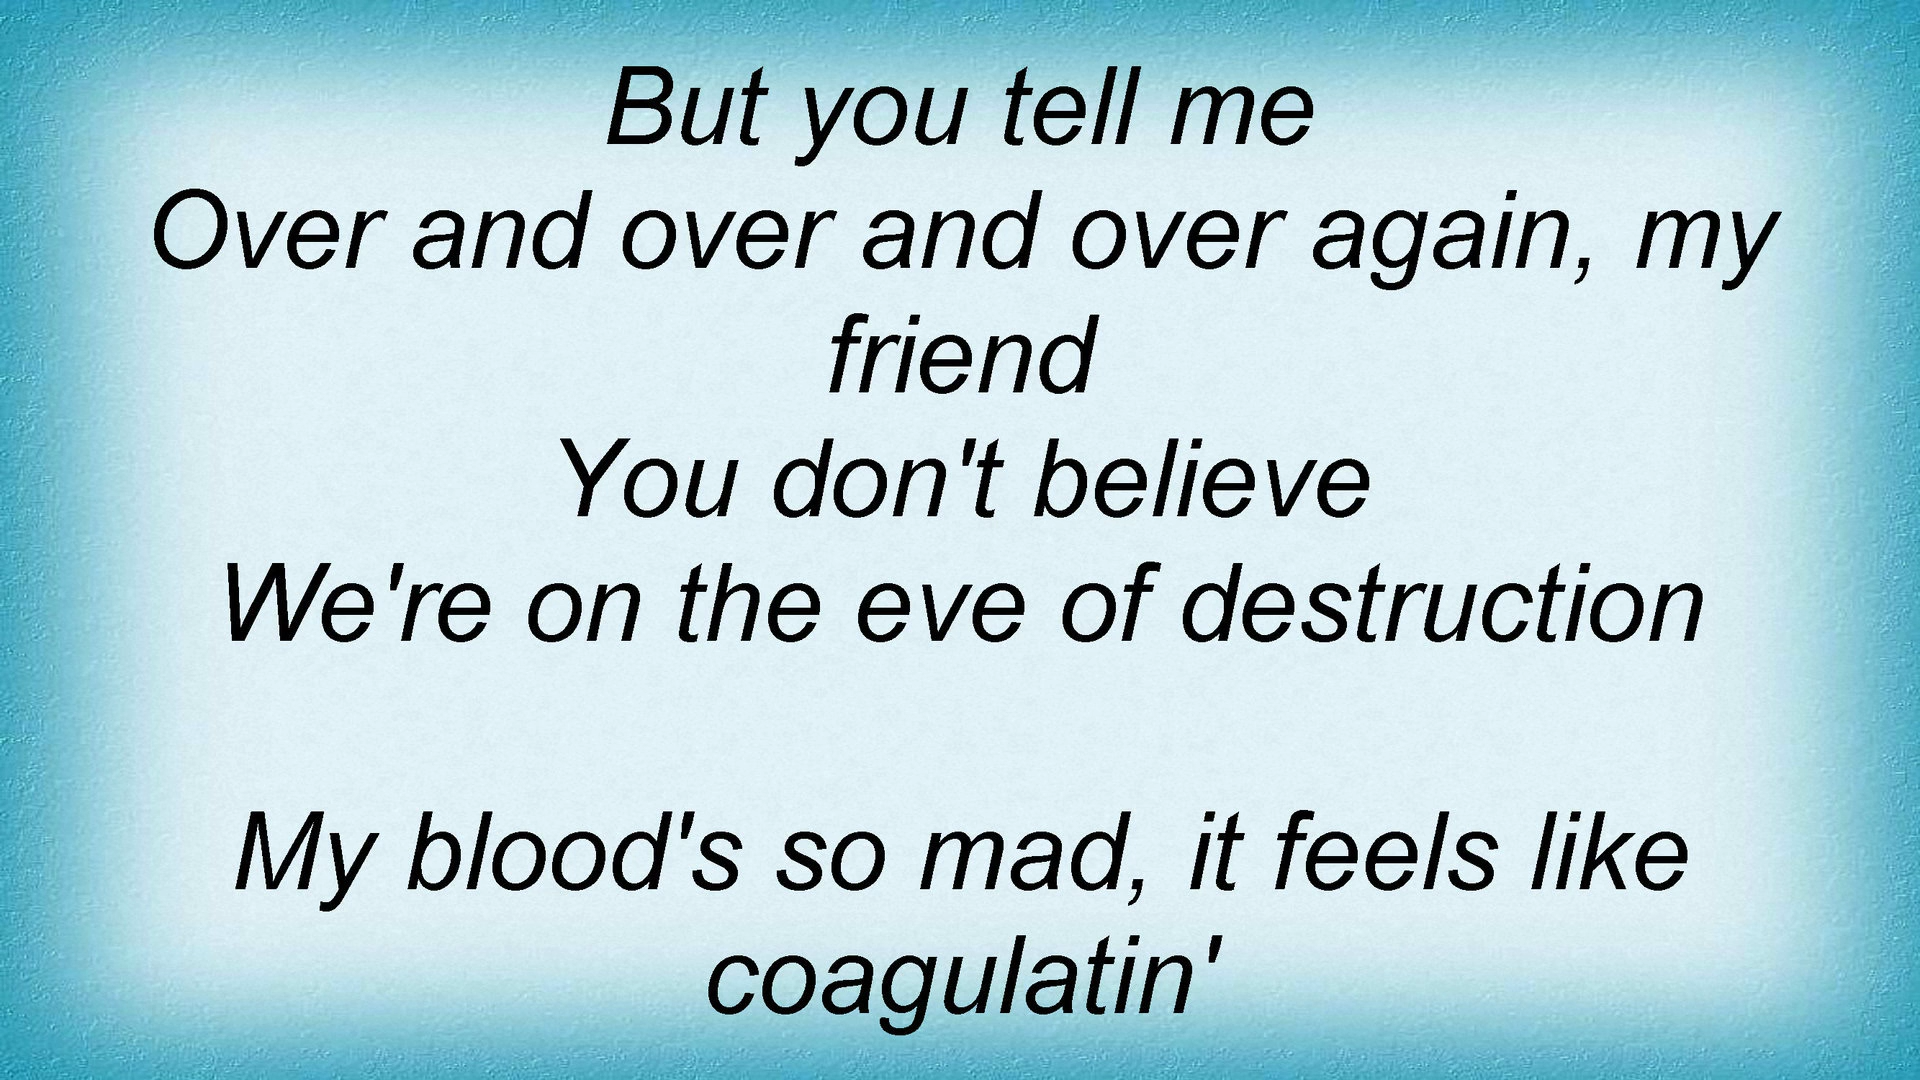 But you tell me
Over and over and over again, my
friend
You don't believe
We're on the eve of destruction

My blood's so mad, it feels like
coagulatin'